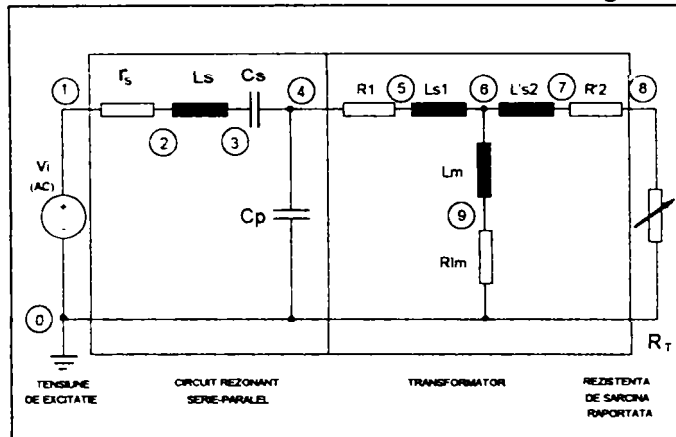 1 rs Ls Cs 4 R1 5 Ls1 6 L's2 7 R'2 8
2 3
Vi
(AC)
+
-
Cp
Lm
9
Rlm
0
RT
TENSIUNE
DE EXCITATIE
CIRCUIT REZONANT
SERIE-PARALEL
TRANSFORMATOR
REZISTENTA
DE SARCINA
RAPORTATA